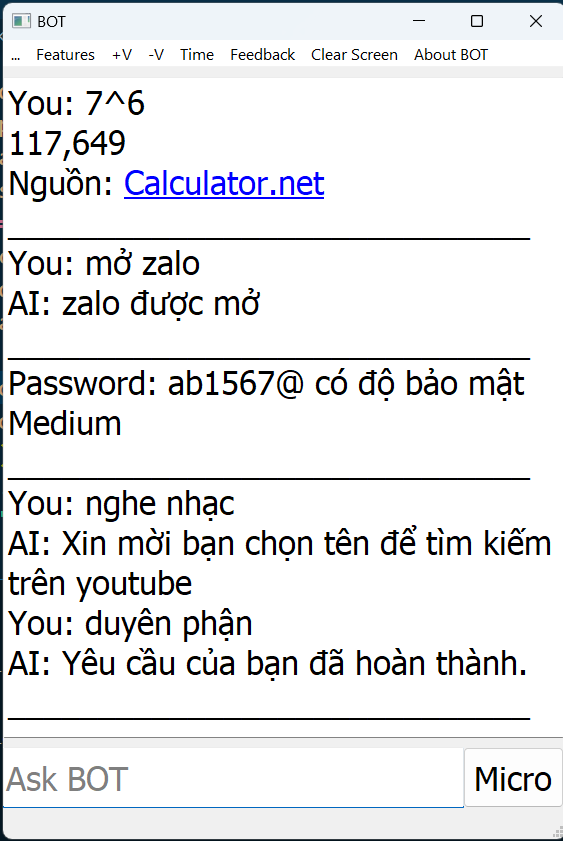 BOT
... Features +V -V Time Feedback Clear Screen About BOT
You: 7^6
117,649
Nguồn: Calculator.net
You: mở zalo
AI: zalo được mở
Password: ab1567@ có độ bảo mật
Medium
You: nghe nhạc
AI: Xin mời bạn chọn tên để tìm kiếm
trên youtube
You: duyên phận
AI: Yêu cầu của bạn đã hoàn thành.
Ask BOT
Micro